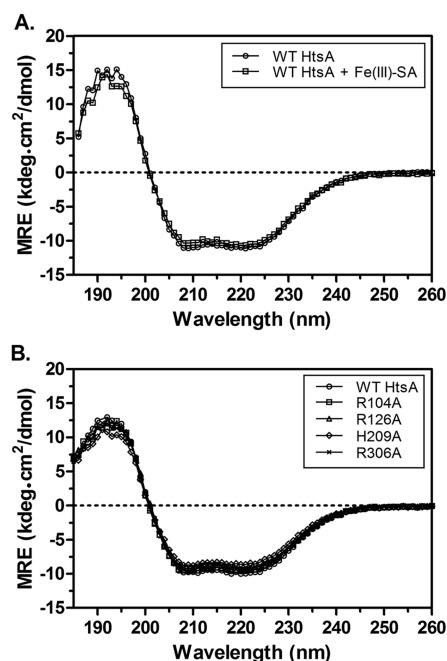 A.
WT HtsA
WT HtsA + Fe(III)-SA
MRE (kdeg.cm²/dmol)
20
15
10
5
0
-5
-10
-15
190 200 210 220 230 240 250 260
Wavelength (nm)
B.
WT HtsA
R104A
R126A
H209A
R306A
MRE (kdeg.cm²/dmol)
20
15
10
5
0
-5
-10
-15
190 200 210 220 230 240 250 260
Wavelength (nm)